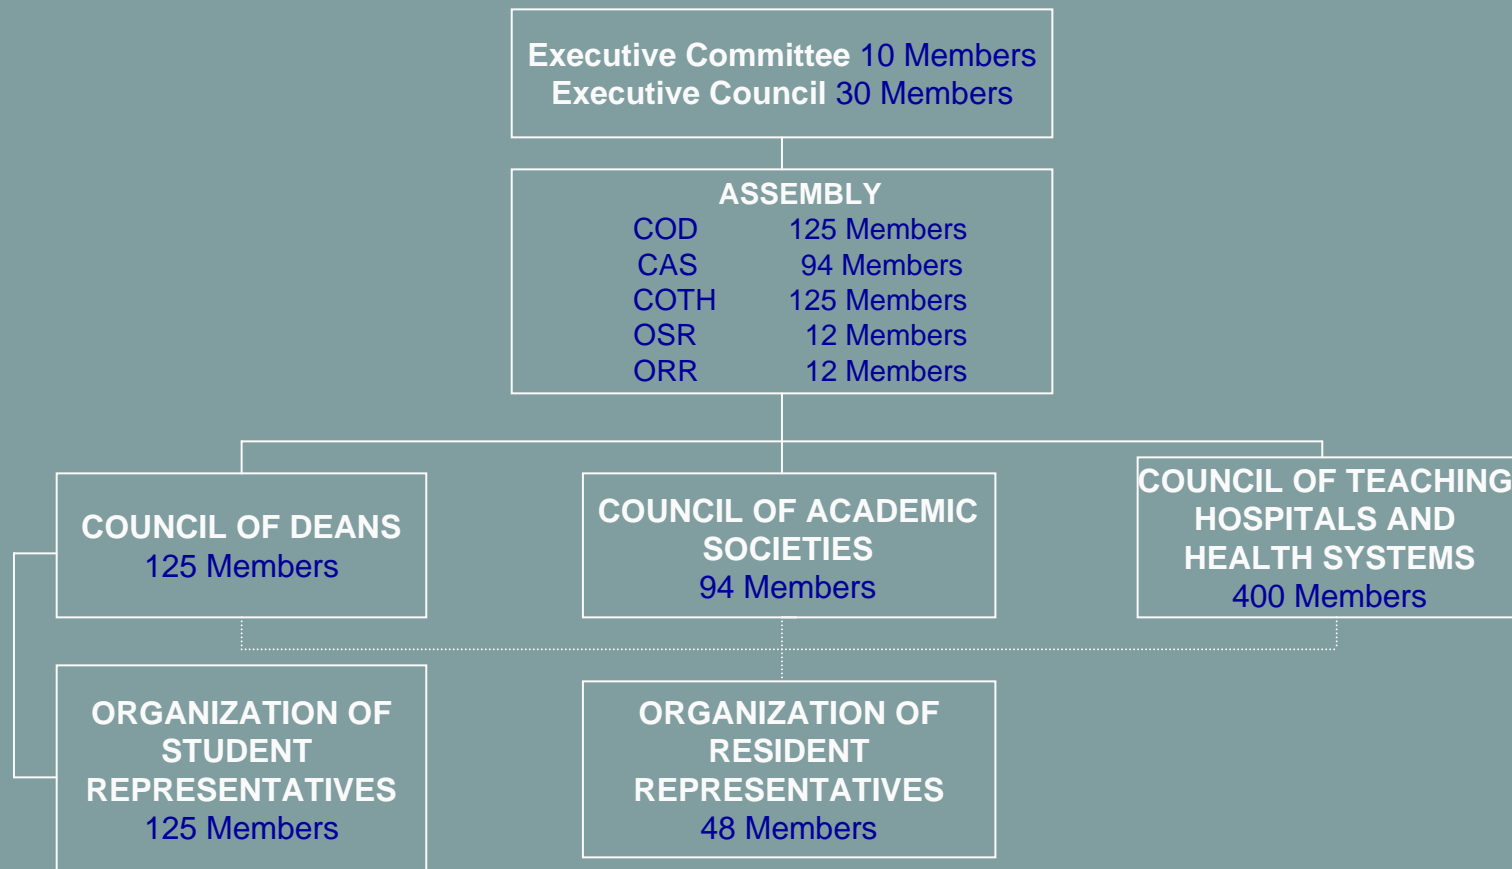 Executive Committee 10 Members
Executive Council 30 Members
ASSEMBLY
COD 125 Members
CAS 94 Members
COTH 125 Members
OSR 12 Members
ORR 12 Members
COUNCIL OF DEANS
125 Members
COUNCIL OF ACADEMIC
SOCIETIES
94 Members
COUNCIL OF TEACHING
HOSPITALS AND
HEALTH SYSTEMS
400 Members
ORGANIZATION OF
STUDENT
REPRESENTATIVES
125 Members
ORGANIZATION OF
RESIDENT
REPRESENTATIVES
48 Members